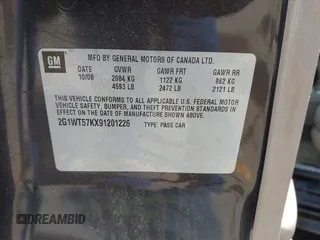 GM
MFD BY GENERAL MOTORS OF CANADA LTD.
DATE GVWR GAWR FRT GAWR RR
10/08 2084 KG 1122 KG 962 KG
4593 LB 2472 LB 2121 LB
THIS VEHICLE CONFORMS TO ALL APPLICABLE U.S. FEDERAL MOTOR
VEHICLE SAFETY, BUMPER, AND THEFT PREVENTION STANDARDS IN
EFFECT ON THE DATE OF MANUFACTURE SHOWN ABOVE.
2G1WT57KX91201225 TYPE: PASS CAR
DREAMBID